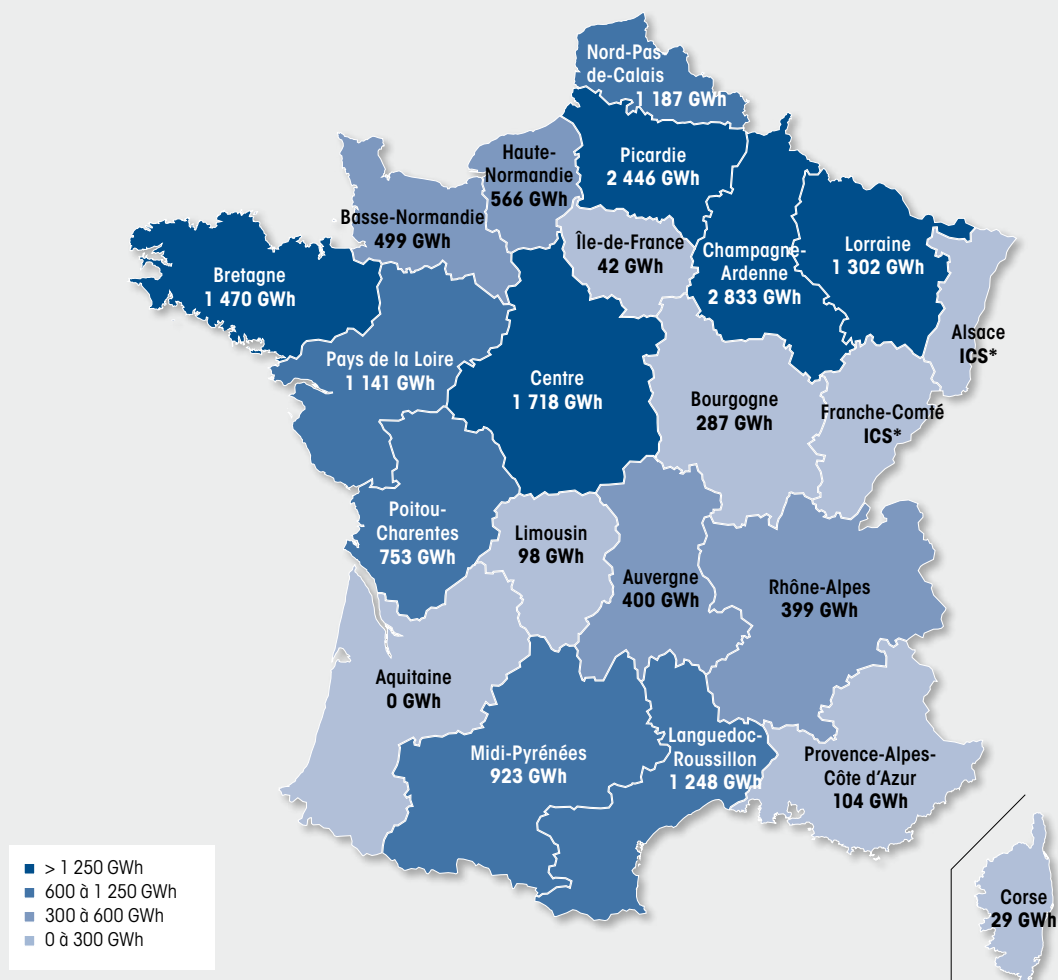 Nord-Pas-
de-Calais
1 187 GWh
Picardie
2 446 GWh
Haute-
Normandie
566 GWh
Basse-Normandie
499 GWh
Île-de-France
42 GWh
Champagne-
Ardenne
2 833 GWh
Lorraine
1 302 GWh
Alsace
ICS*
Bretagne
1 470 GWh
Pays de la Loire
1 141 GWh
Centre
1 718 GWh
Bourgogne
287 GWh
Franche-Comté
ICS*
Poitou-
Charentes
753 GWh
Limousin
98 GWh
Auvergne
400 GWh
Rhône-Alpes
399 GWh
Aquitaine
0 GWh
Midi-Pyrénées
923 GWh
Languedoc-
Roussillon
1 248 GWh
Provence-Alpes-
Côte d'Azur
104 GWh
Corse
29 GWh
> 1 250 GWh
600 à 1 250 GWh
300 à 600 GWh
0 à 300 GWh